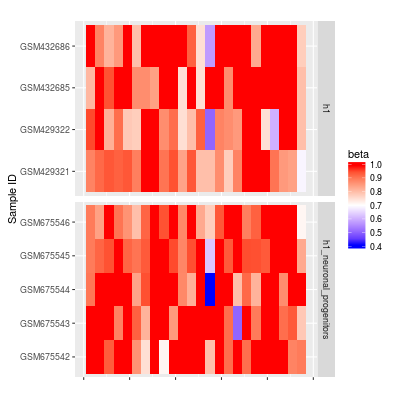 GSM432686
GSM432685
GSM429322
GSM429321
h1
GSM675546
GSM675545
GSM675544
GSM675543
GSM675542
h1_neuronal_progenitors
Sample ID
beta
1.0
0.9
0.8
0.7
0.6
0.5
0.4